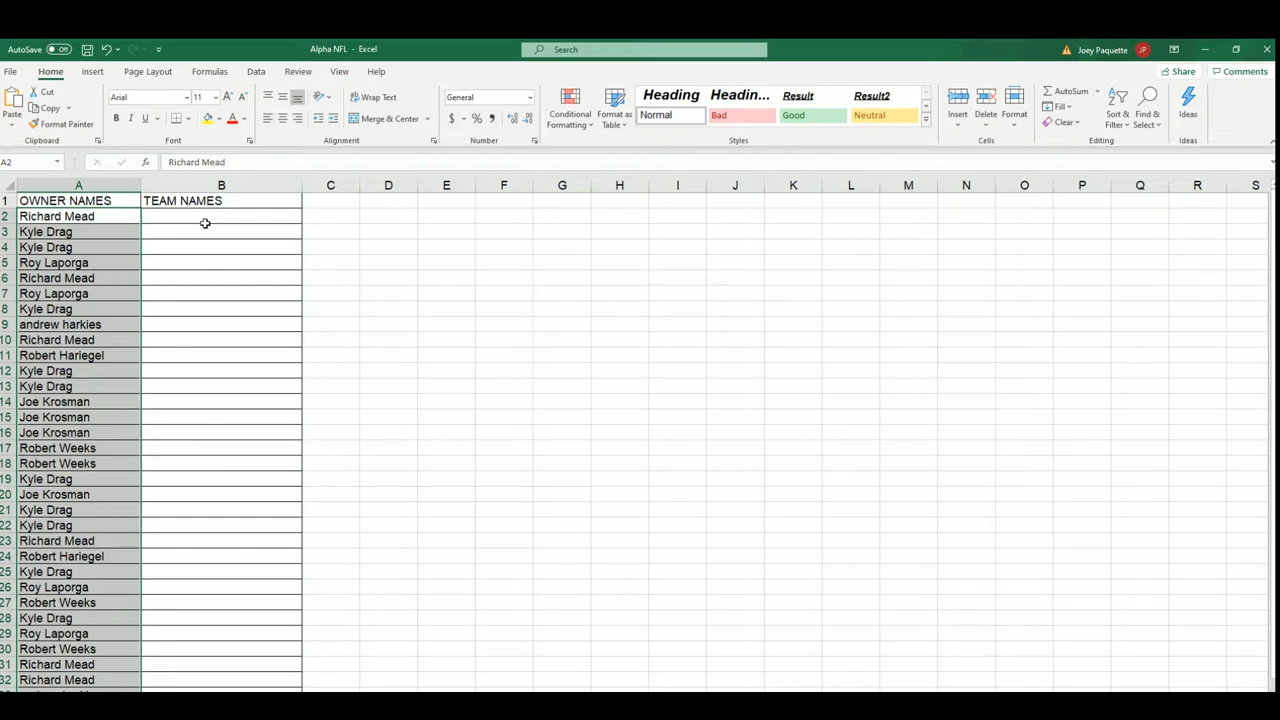 AutoSave Off Alpha NFL - Excel Search Joey Paquette JP
File Home Insert Page Layout Formulas Data Review View Help Share Comments
Paste Cut Copy Format Painter Clipboard
Arial 11 A A B I U A Font
Wrap Text Merge & Center Alignment
General $ % , Number
Conditional Formatting Format as Table
Heading Headin... Result Result2
Normal Bad Good Neutral
Styles
Insert Delete Format Cells
AutoSum Fill Clear Sort & Filter Find & Select Editing
Ideas Ideas
A2 fx Richard Mead
A B C D E F G H I J K L M N O P Q R S
1 OWNER NAMES TEAM NAMES
2 Richard Mead
3 Kyle Drag
4 Kyle Drag
5 Roy Laporga
6 Richard Mead
7 Roy Laporga
8 Kyle Drag
9 andrew harkies
10 Richard Mead
11 Robert Hariegel
12 Kyle Drag
13 Kyle Drag
14 Joe Krosman
15 Joe Krosman
16 Joe Krosman
17 Robert Weeks
18 Robert Weeks
19 Kyle Drag
20 Joe Krosman
21 Kyle Drag
22 Kyle Drag
23 Richard Mead
24 Robert Hariegel
25 Kyle Drag
26 Roy Laporga
27 Robert Weeks
28 Kyle Drag
29 Roy Laporga
30 Robert Weeks
31 Richard Mead
32 Richard Mead